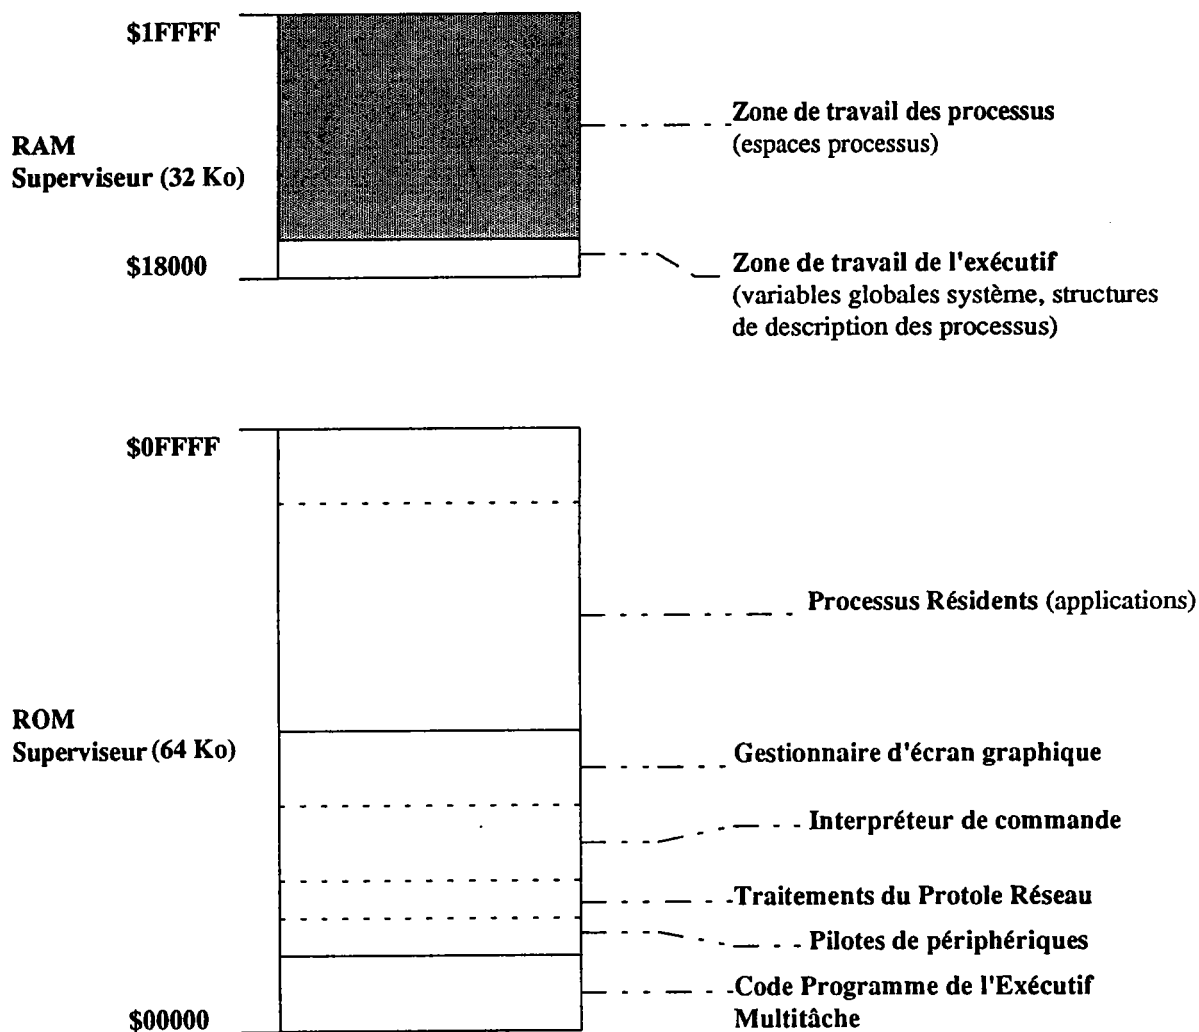 $1FFFF
RAM
Superviseur (32 Ko)
$18000
Zone de travail des processus
(espaces processus)
Zone de travail de l'exécutif
(variables globales système, structures
de description des processus)
$0FFFF
ROM
Superviseur (64 Ko)
$00000
Processus Résidents (applications)
Gestionnaire d'écran graphique
Interpréteur de commande
Traitements du Protole Réseau
Pilotes de périphériques
Code Programme de l'Exécutif
Multitâche